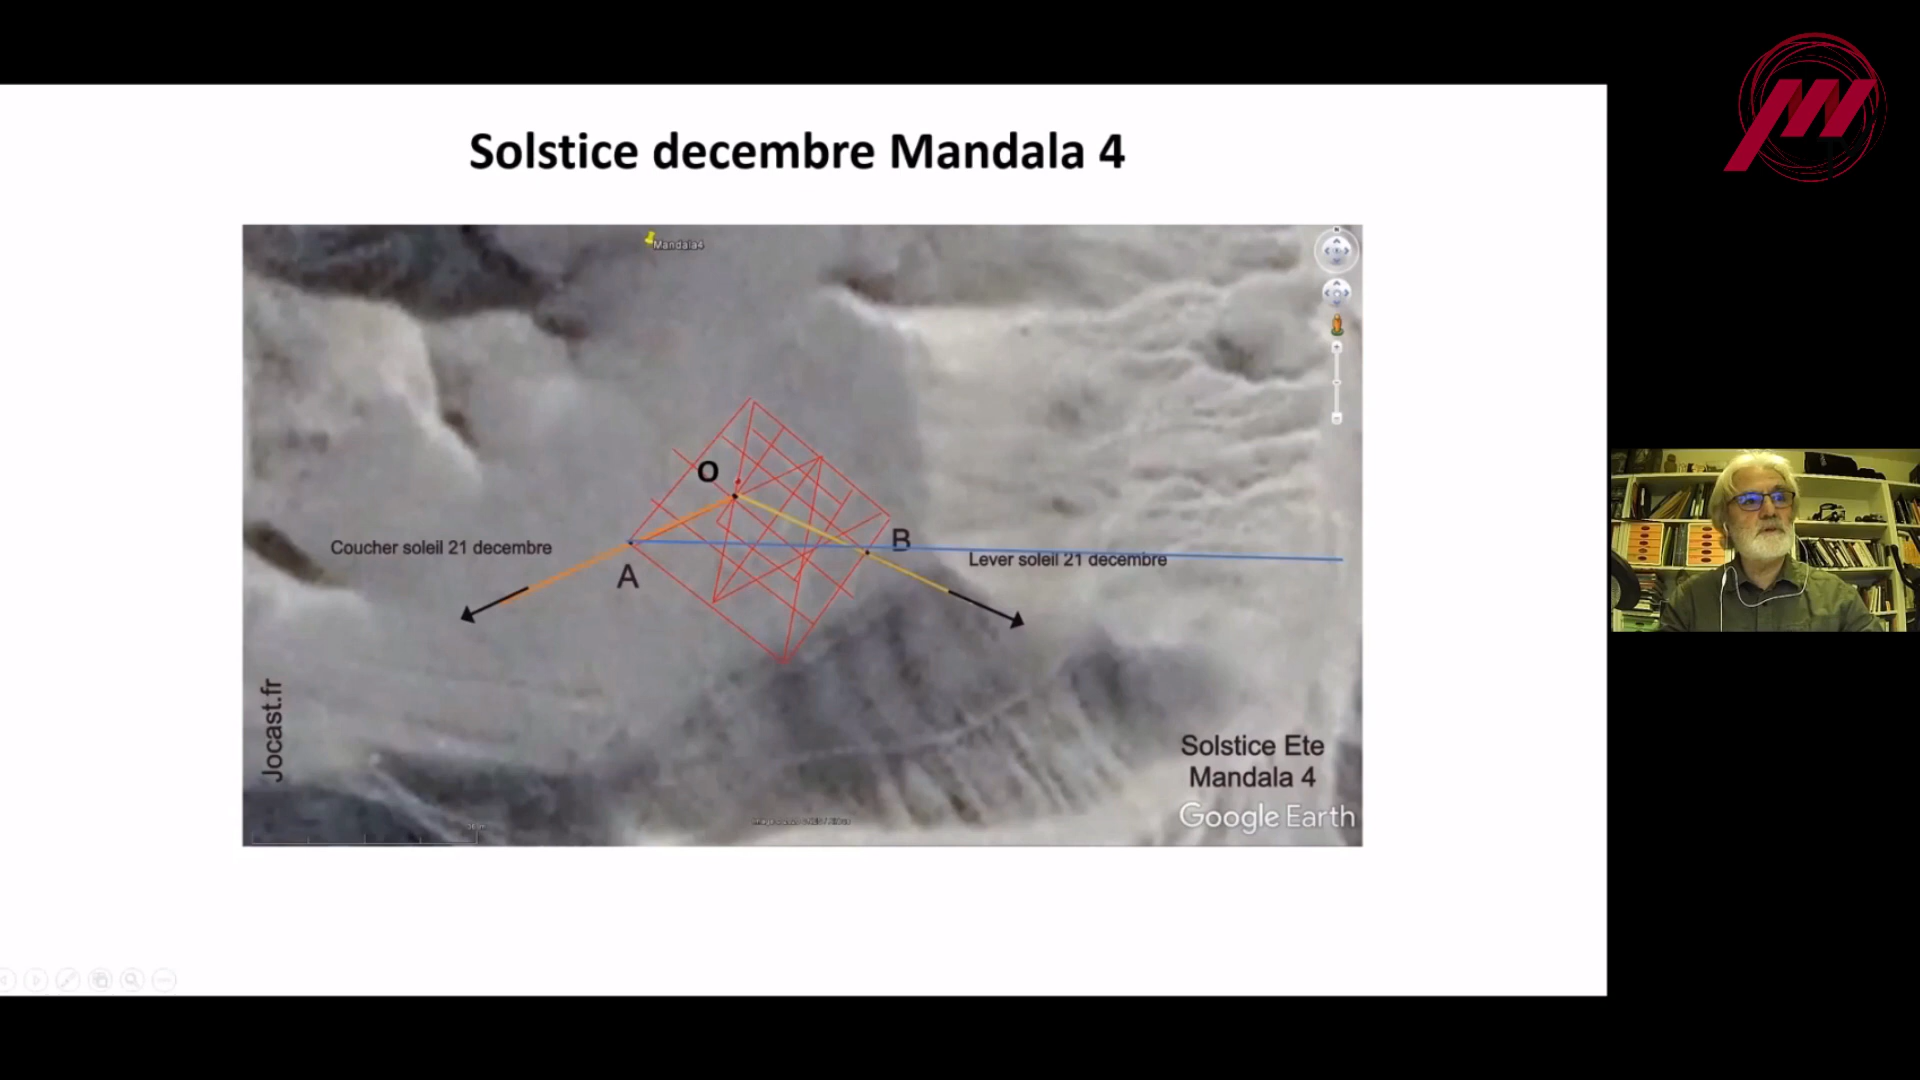 Solstice decembre Mandala 4
Mandala4
O
B
Coucher soleil 21 decembre
Lever soleil 21 decembre
A
Jocast.fr
Solstice Ete
Mandala 4
Google Earth